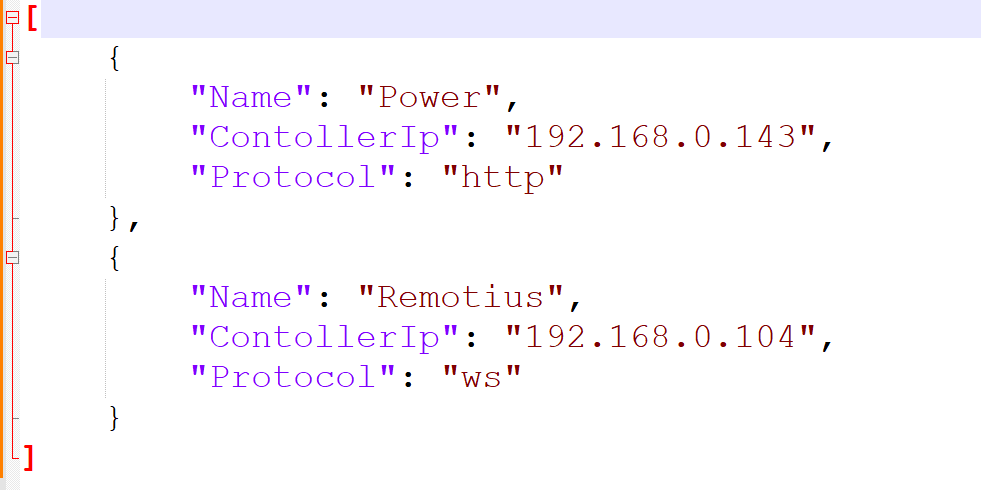 [
    {
        "Name": "Power",
        "ContollerIp": "192.168.0.143",
        "Protocol": "http"
    },
    {
        "Name": "Remotius",
        "ContollerIp": "192.168.0.104",
        "Protocol": "ws"
    }
]